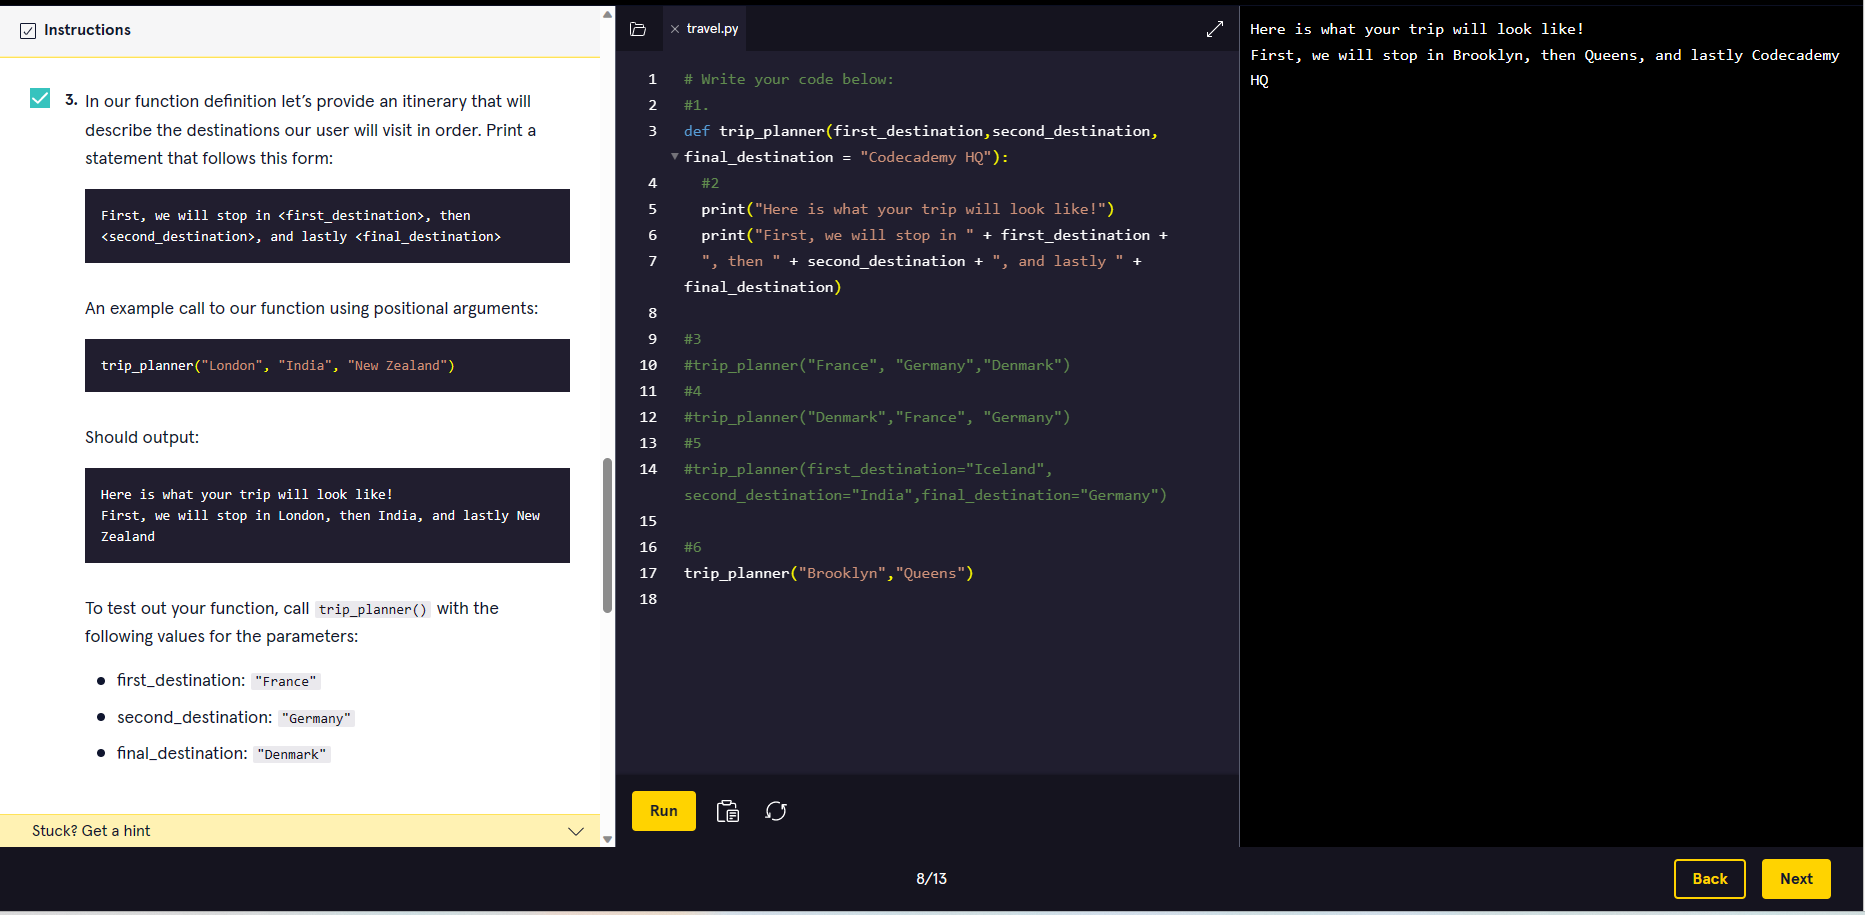 Instructions
3. In our function definition let's provide an itinerary that will
describe the destinations our user will visit in order. Print a
statement that follows this form:
First, we will stop in <first_destination>, then
<second_destination>, and lastly <final_destination>
An example call to our function using positional arguments:
trip_planner("London", "India", "New Zealand")
Should output:
Here is what your trip will look like!
First, we will stop in London, then India, and lastly New
Zealand
To test out your function, call trip_planner() with the
following values for the parameters:
first_destination: "France"
second_destination: "Germany"
final_destination: "Denmark"
Stuck? Get a hint
travel.py
1 # Write your code below:
2 #1.
3 def trip_planner(first_destination,second_destination,
final_destination = "Codecademy HQ"):
4 #2
5 print("Here is what your trip will look like!")
6 print("First, we will stop in " + first_destination +
7 ", then " + second_destination + ", and lastly " +
final_destination)
8
9 #3
10 #trip_planner("France", "Germany","Denmark")
11 #4
12 #trip_planner("Denmark","France", "Germany")
13 #5
14 #trip_planner(first_destination="Iceland",
second_destination="India",final_destination="Germany")
15
16 #6
17 trip_planner("Brooklyn","Queens")
18
Run
Here is what your trip will look like!
First, we will stop in Brooklyn, then Queens, and lastly Codecademy
HQ
8/13
Back
Next